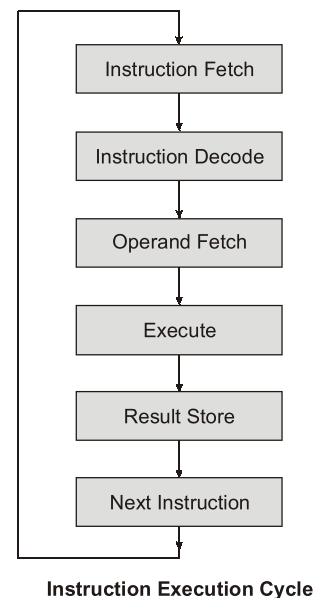 Instruction Fetch
Instruction Decode
Operand Fetch
Execute
Result Store
Next Instruction
Instruction Execution Cycle